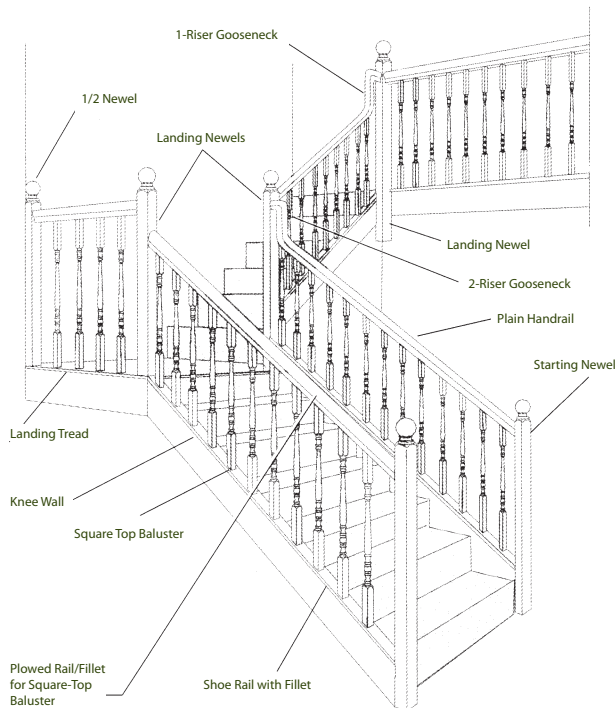 1-Riser Gooseneck
1/2 Newel
Landing Newels
Landing Newel
2-Riser Gooseneck
Plain Handrail
Starting Newel
Landing Tread
Knee Wall
Square Top Baluster
Plowed Rail/Fillet
for Square-Top
Baluster
Shoe Rail with Fillet